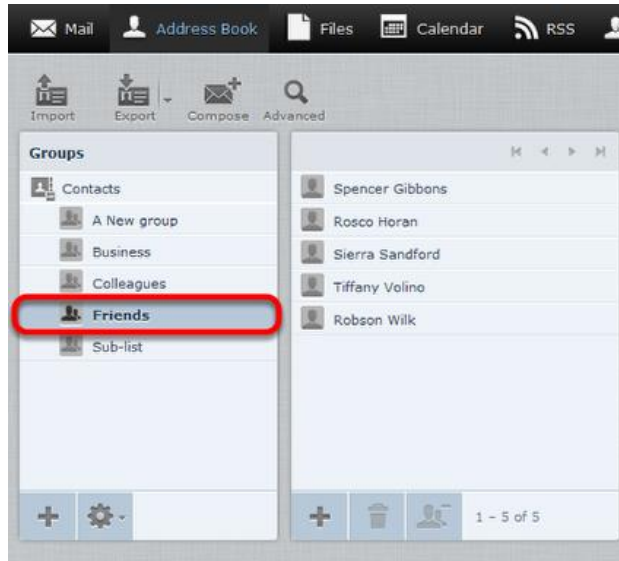 Mail Address Book Files Calendar RSS
Import Export Compose Advanced
Groups
Contacts
A New group
Business
Colleagues
Friends
Sub-list
Spencer Gibbons
Rosco Horan
Sierra Sandford
Tiffany Volino
Robson Wilk
1 - 5 of 5